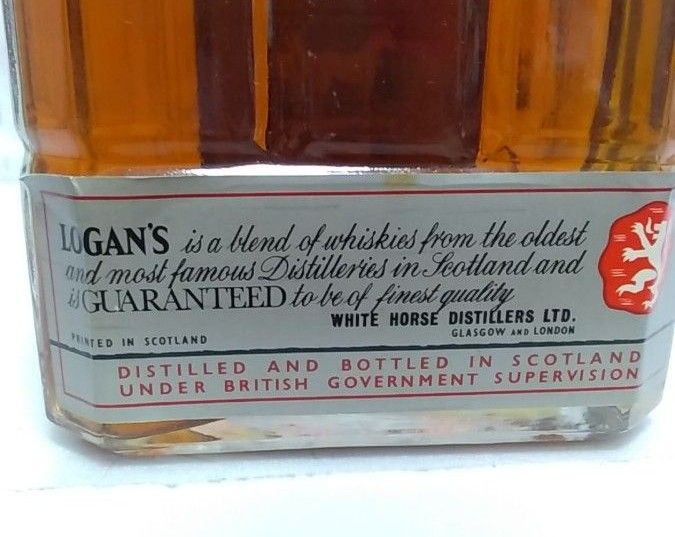 LOGAN'S is a blend of whiskies from the oldest
and most famous Distilleries in Scotland and
is GUARANTEED to be of finest quality
WHITE HORSE DISTILLERS LTD.
GLASGOW AND LONDON
PRINTED IN SCOTLAND
DISTILLED AND BOTTLED IN SCOTLAND
UNDER BRITISH GOVERNMENT SUPERVISION